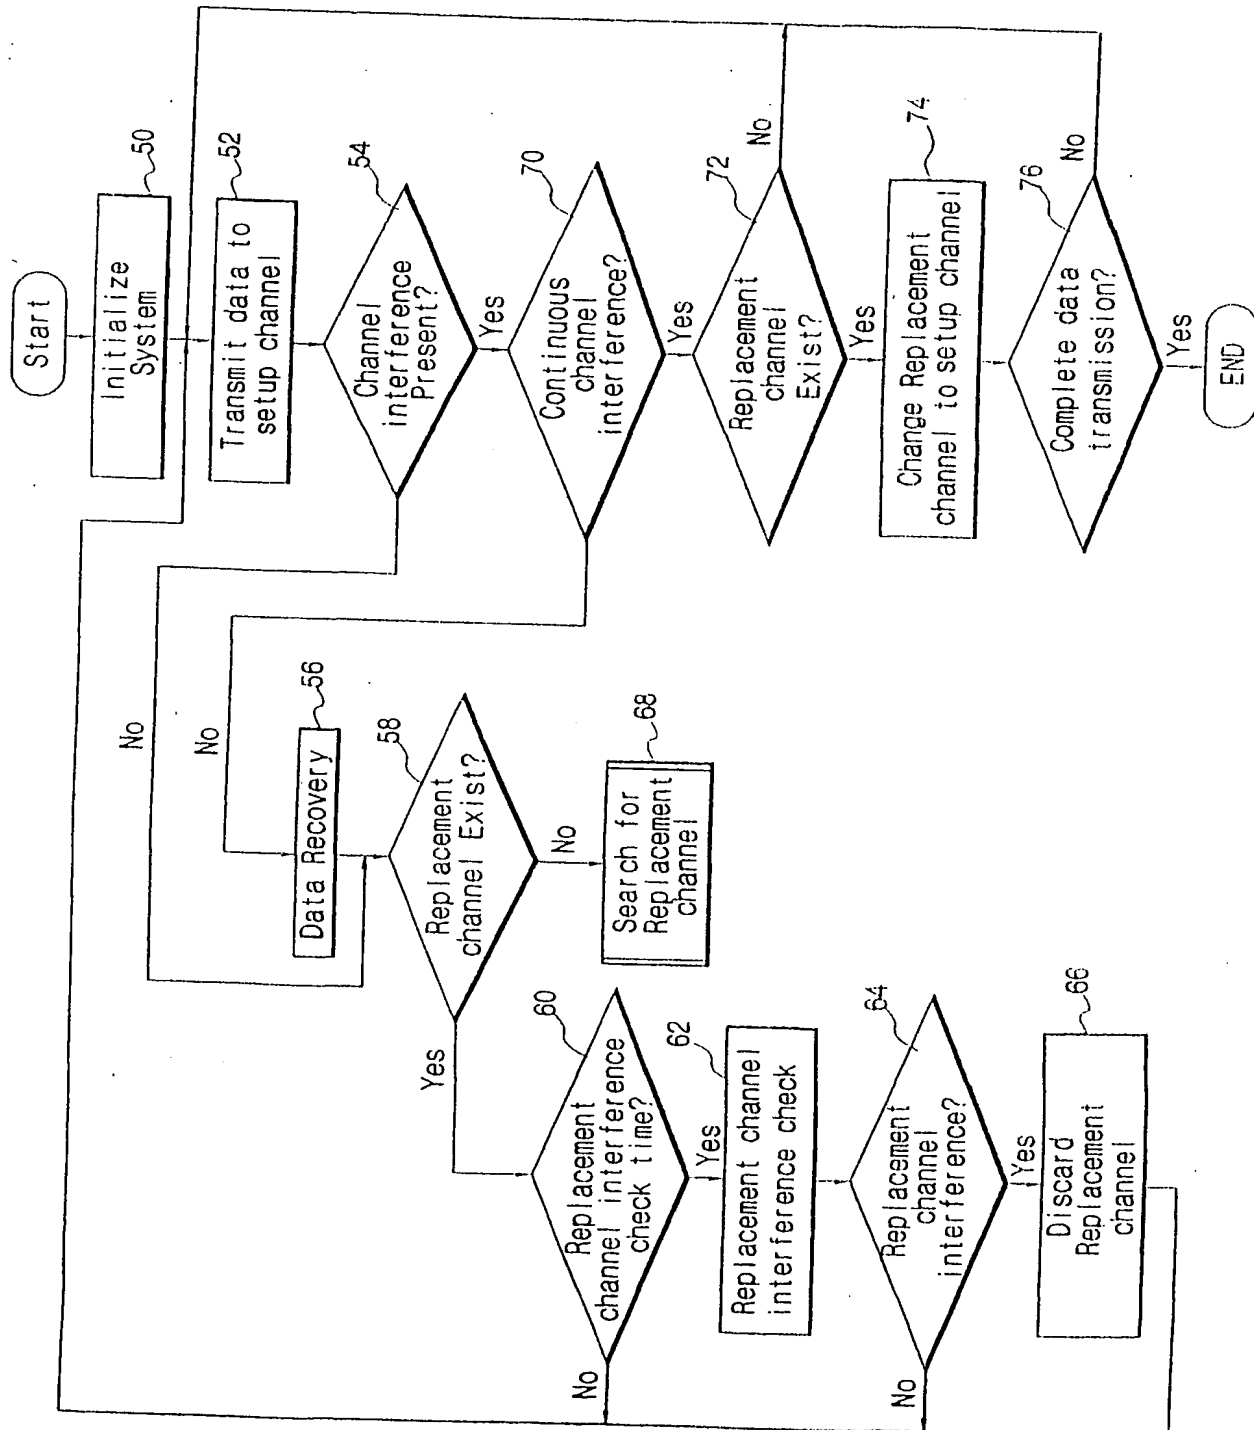 Start
50
Initialize
System
52
Transmit data to
setup channel
54
Channel
interference
Present?
No
Yes
70
Continuous
channel
interference?
No
Yes
72
Replacement
channel
Exist?
No
Yes
74
Change Replacement
channel to setup channel
76
Complete data
transmission?
No
Yes
END
56
Data Recovery
58
Replacement
channel Exist?
Yes
No
68
Search for
Replacement
channel
60
Replacement
channel interference
check time?
No
Yes
62
Replacement channel
interference check
64
Replacement
channel
interference?
No
Yes
66
Discard
Replacement
channel